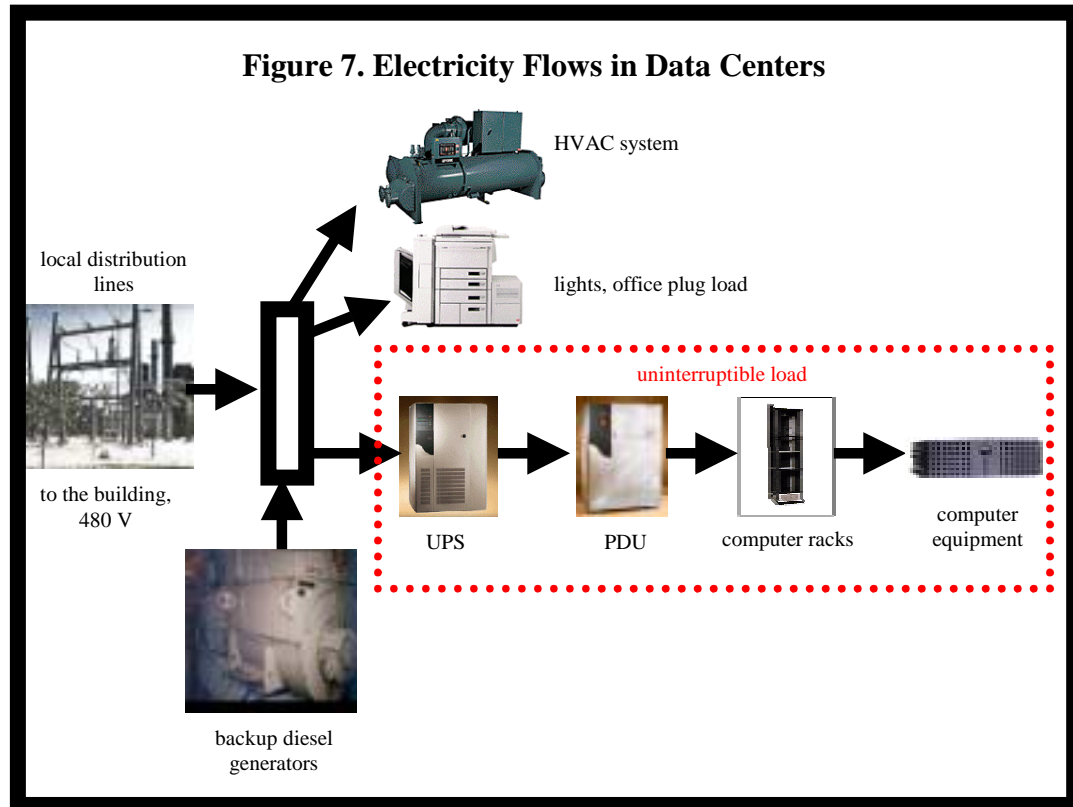 Figure 7. Electricity Flows in Data Centers
HVAC system
local distribution
lines
lights, office plug load
uninterruptible load
to the building,
480 V
UPS
PDU
computer racks
computer
equipment
backup diesel
generators